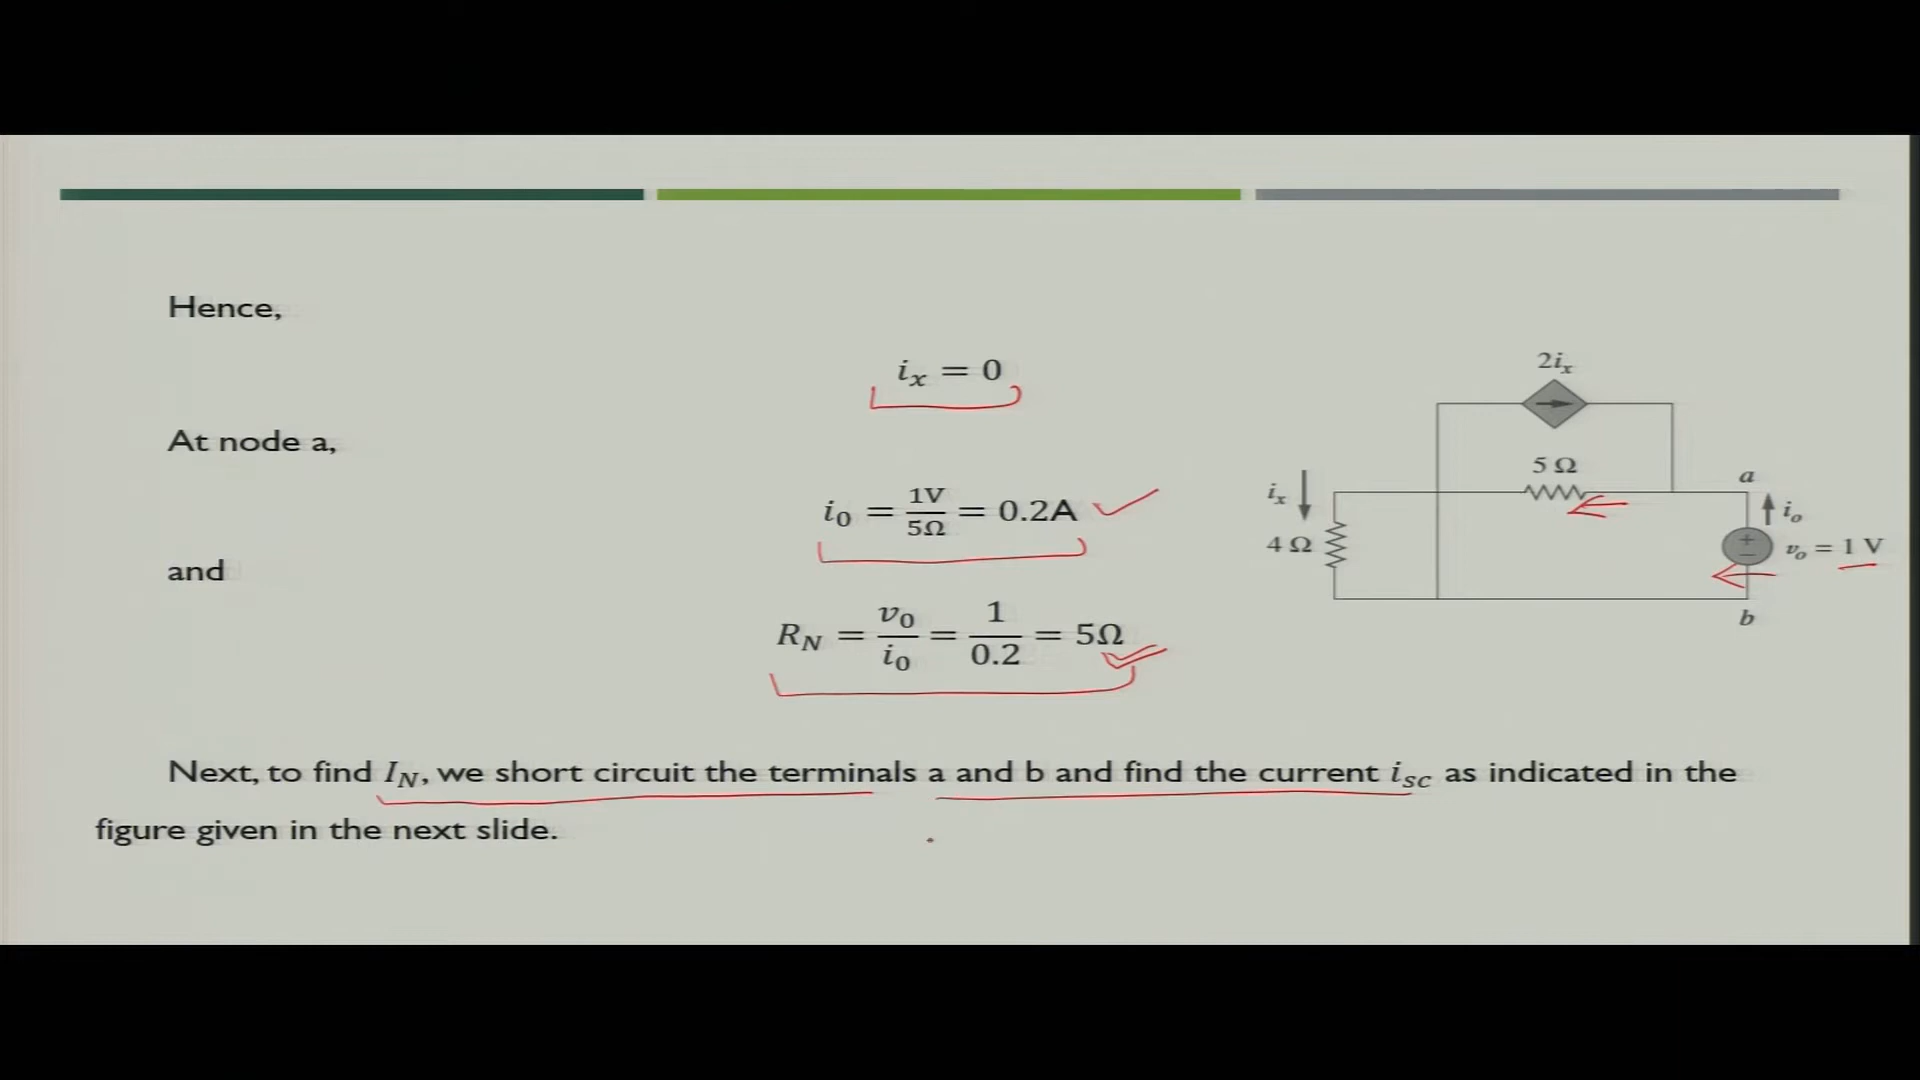 Hence,
i_x = 0
At node a,
i_0 = 1V/5Ω = 0.2A
and
R_N = v_0/i_0 = 1/0.2 = 5Ω
Next, to find I_N, we short circuit the terminals a and b and find the current i_sc as indicated in the
figure given in the next slide.
2i_x
5 Ω
a
i_x
i_o
4 Ω
+
−
v_o = 1 V
b